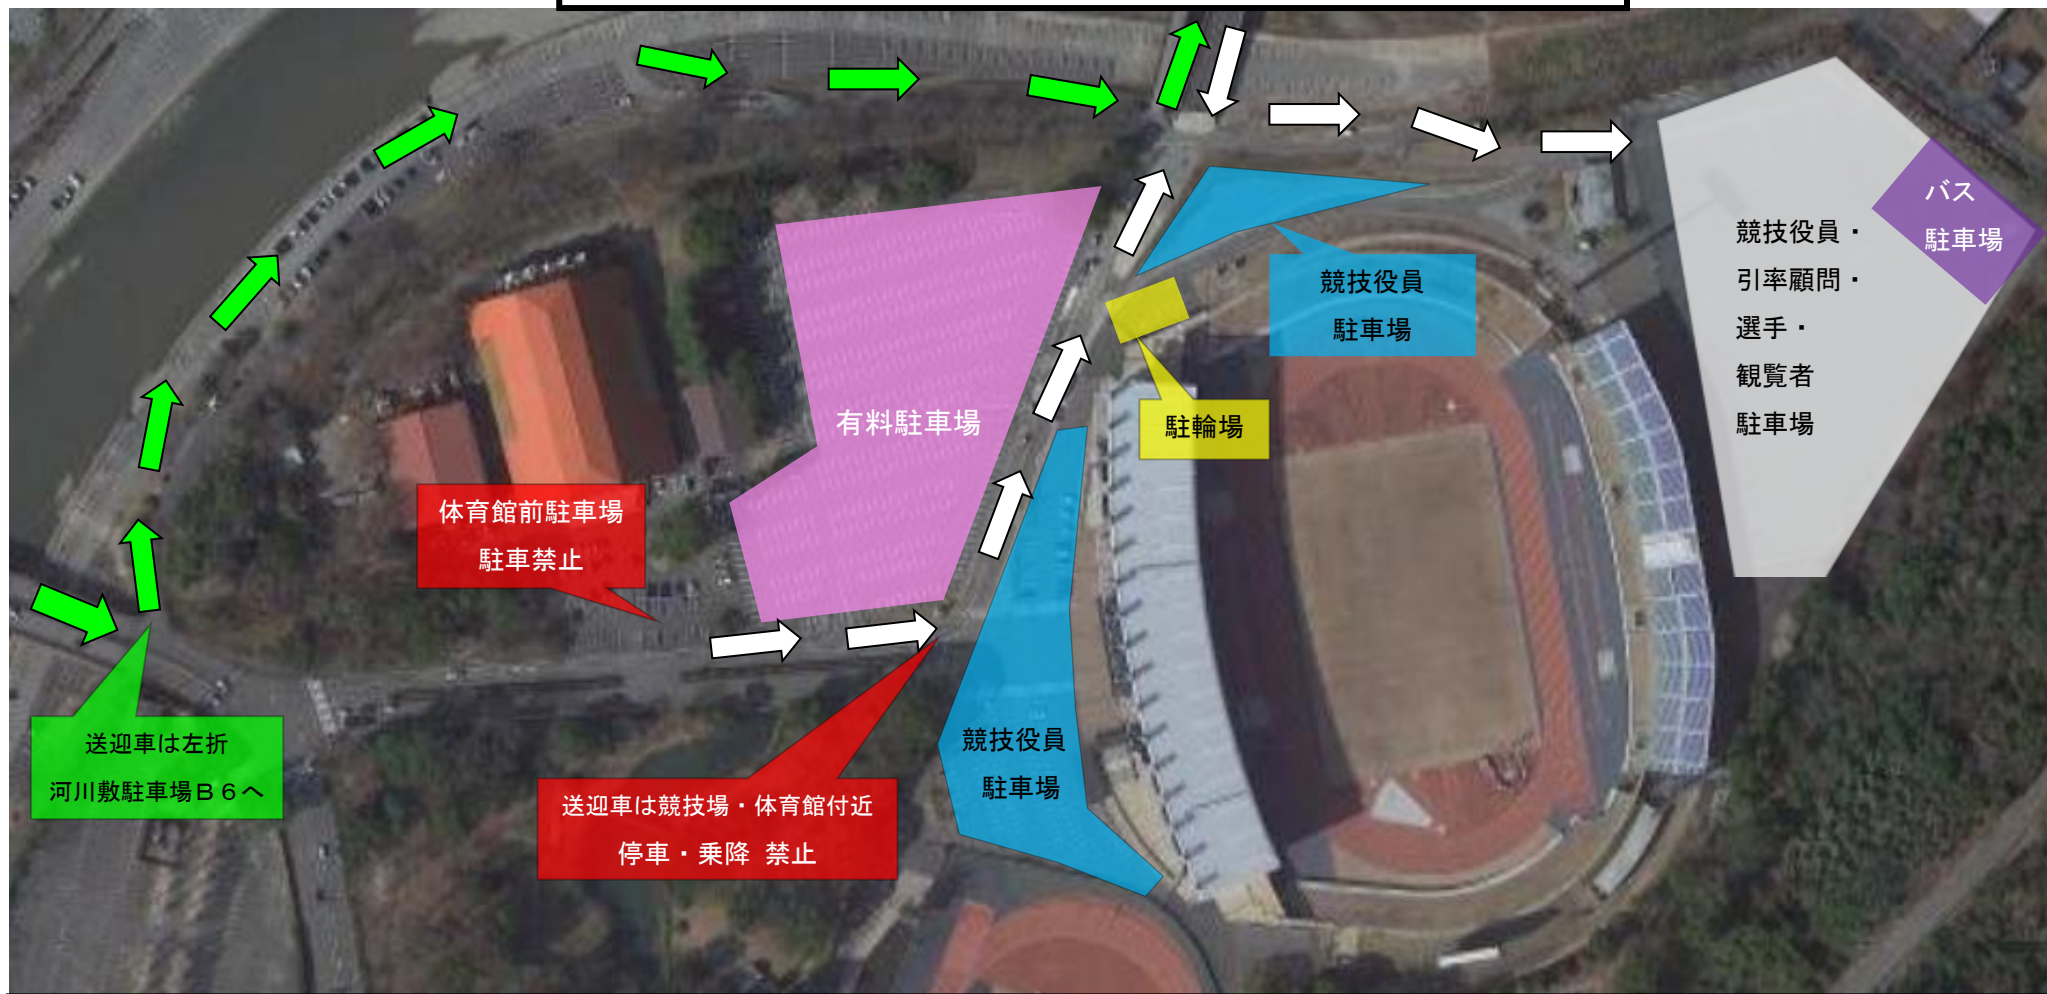 バス
駐車場
競技役員・
引率顧問・
選手・
観覧者
駐車場
競技役員
駐車場
有料駐車場
駐輪場
体育館前駐車場
駐車禁止
送迎車は左折
河川敷駐車場Ｂ６へ
送迎車は競技場・体育館付近
停車・乗降 禁止
競技役員
駐車場